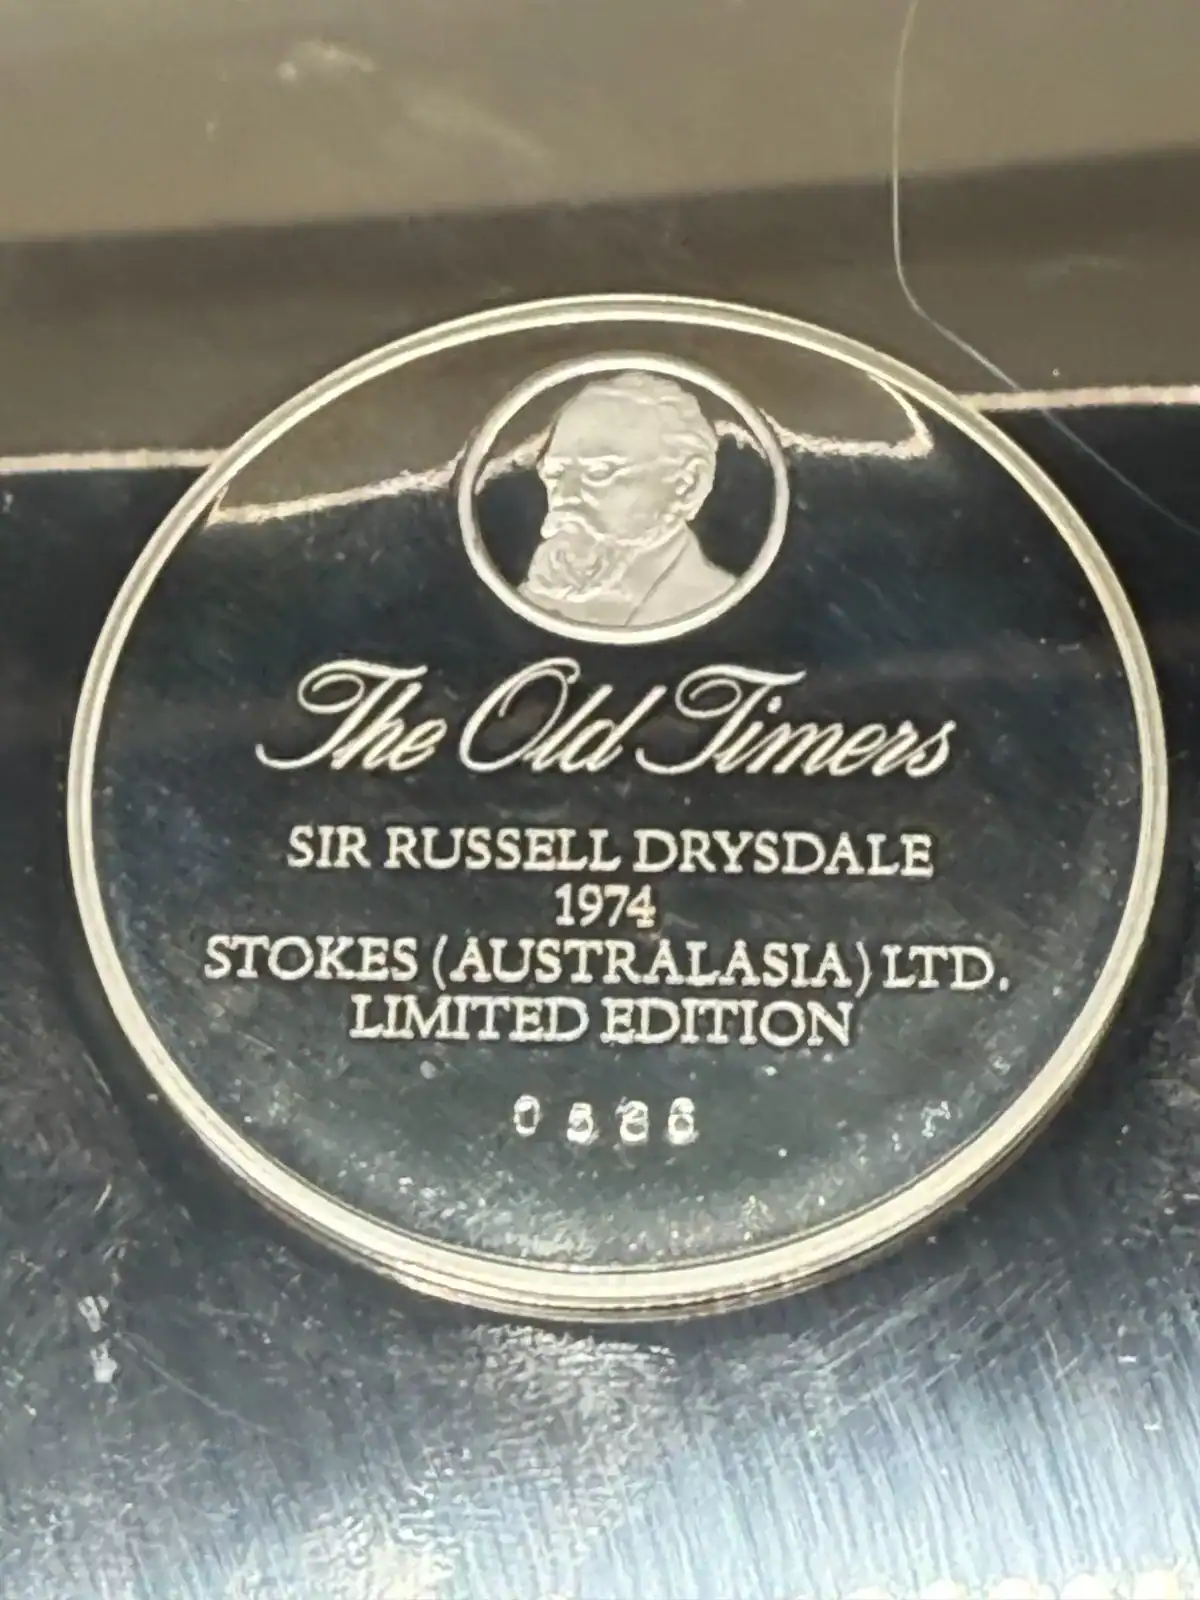 The Old Timers
SIR RUSSELL DRYSDALE
1974
STOKES (AUSTRALASIA) LTD.
LIMITED EDITION